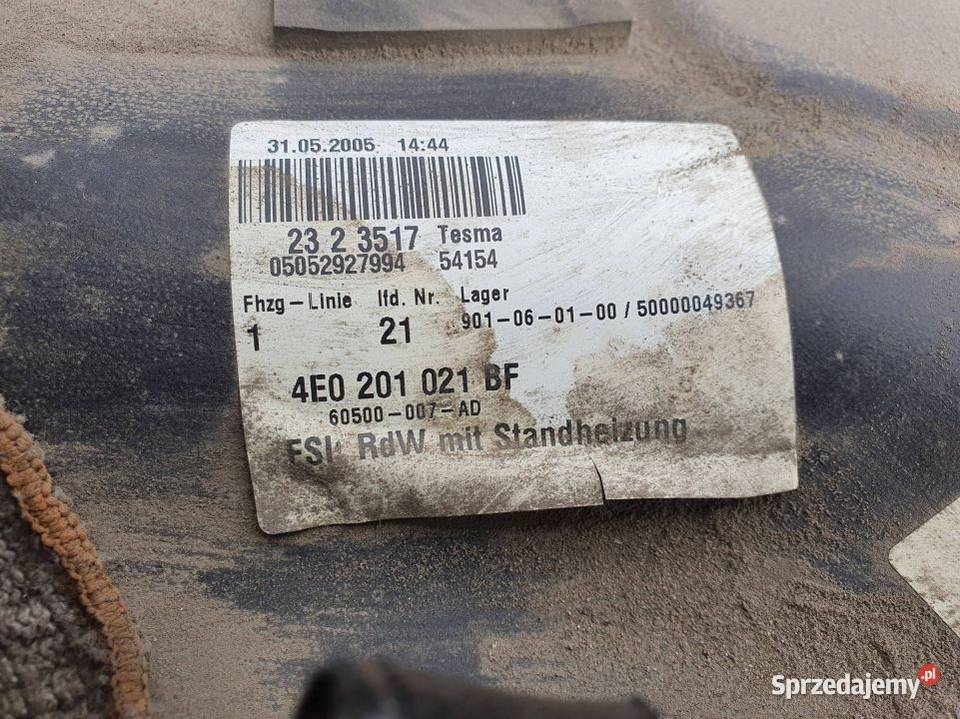 31.05.2005 14:44
23 2 3517 Tesma
05052927994 54154
Fhzg-Linie lfd. Nr. Lager
1 21 901-06-01-00 / 50000049367
4E0 201 021 BF
60500-007-AD
FSI RdW mit Standheizung
Sprzedajemy.pl